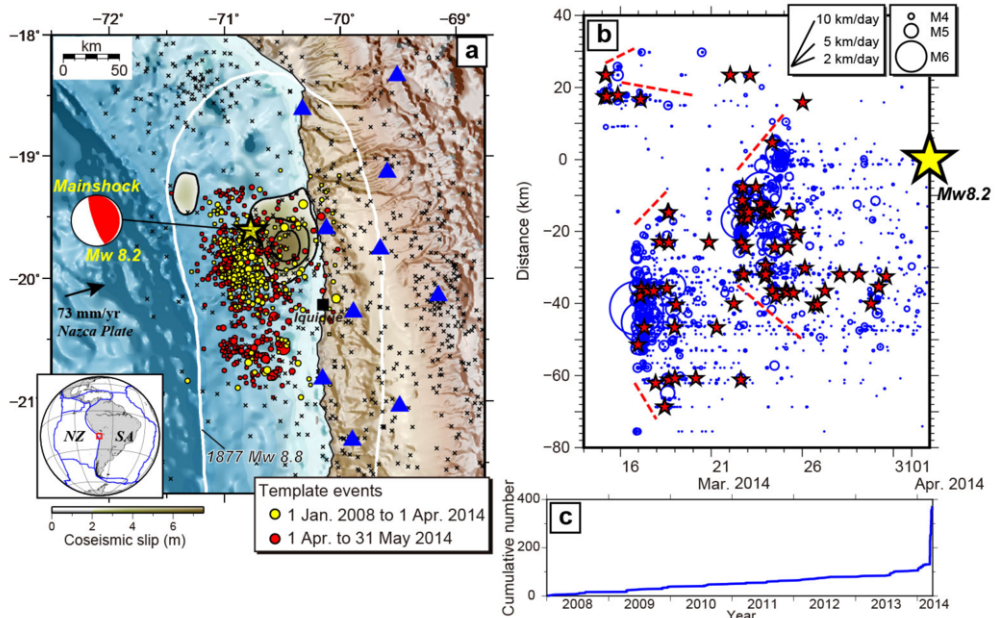 −72 −71 −70 −69
−18°
−19°
−20°
−21°
km
0 50
a
Mainshock
Mw 8.2
73 mm/yr
Nazca Plate
Iquique
1877 Mw 8.8
NZ SA
0 2 4 6
Coseismic slip (m)
Template events
1 Jan. 2008 to 1 Apr. 2014
1 Apr. to 31 May 2014
b
10 km/day
5 km/day
2 km/day
M4
M5
M6
40
20
0
−20
−40
−60
−80
Distance (km)
Mw8.2
16 21 26 3101
Mar. 2014 Apr. 2014
c
400
200
0
Cumulative number
2008 2009 2010 2011 2012 2013 2014
Year